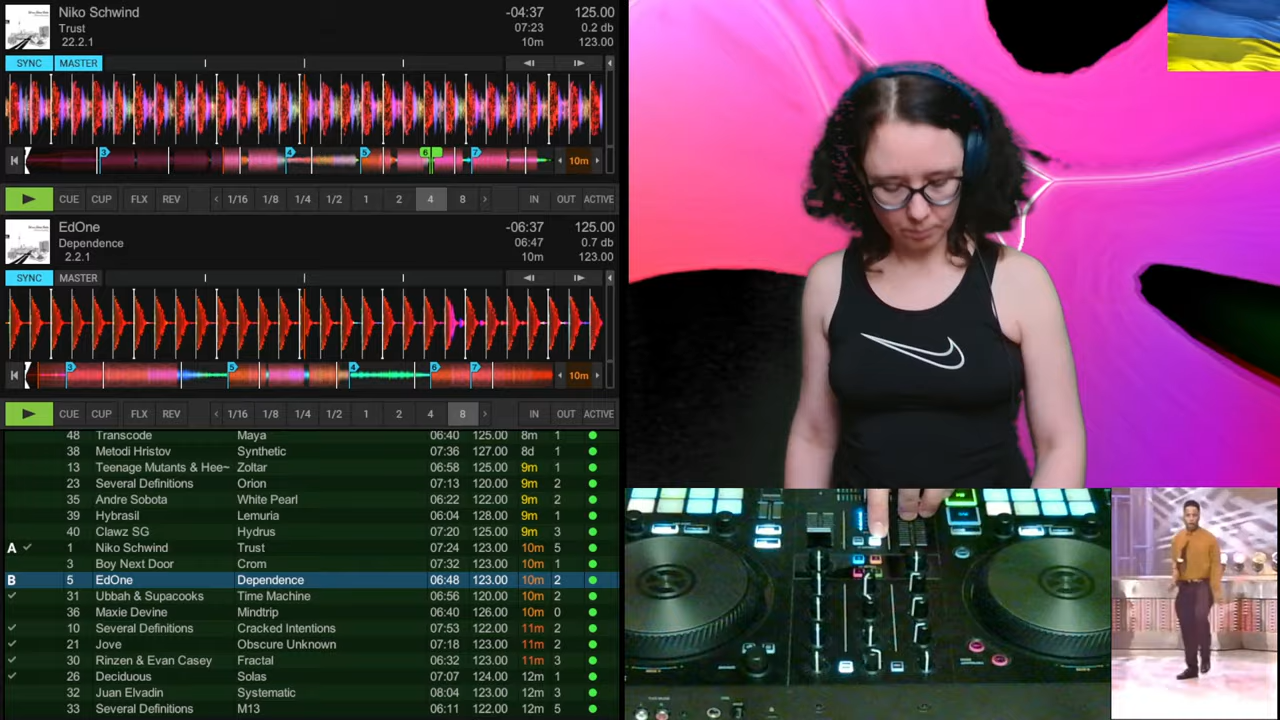 Niko Schwind -04:37 125.00
Trust 07:23 0.2 db
22.2.1 10m 123.00
SYNC MASTER
3 4 5 6 7 10m
CUE CUP FLX REV 1/16 1/8 1/4 1/2 1 2 4 8 IN OUT ACTIVE
EdOne -06:37 125.00
Dependence 06:47 0.7 db
2.2.1 10m 123.00
SYNC MASTER
3 5 4 6 7 10m
CUE CUP FLX REV 1/16 1/8 1/4 1/2 1 2 4 8 IN OUT ACTIVE
48 Transcode Maya 06:40 125.00 8m 1
38 Metodi Hristov Synthetic 07:36 127.00 8d 1
13 Teenage Mutants & Hee~ Zoltar 06:58 125.00 9m 1
23 Several Definitions Orion 07:13 120.00 9m 2
35 Andre Sobota White Pearl 06:22 122.00 9m 2
39 Hybrasil Lemuria 06:04 128.00 9m 1
40 Clawz SG Hydrus 07:20 125.00 9m 3
A 1 Niko Schwind Trust 07:24 123.00 10m 5
3 Boy Next Door Crom 07:32 123.00 10m 1
B 5 EdOne Dependence 06:48 123.00 10m 2
31 Ubbah & Supacooks Time Machine 06:56 120.00 10m 2
36 Maxie Devine Mindtrip 06:40 126.00 10m 0
10 Several Definitions Cracked Intentions 07:53 122.00 11m 2
21 Jove Obscure Unknown 07:18 123.00 11m 2
30 Rinzen & Evan Casey Fractal 06:32 123.00 11m 3
26 Deciduous Solas 07:07 124.00 12m 1
32 Juan Elvadin Systematic 08:04 123.00 12m 3
33 Several Definitions M13 06:11 122.00 12m 5